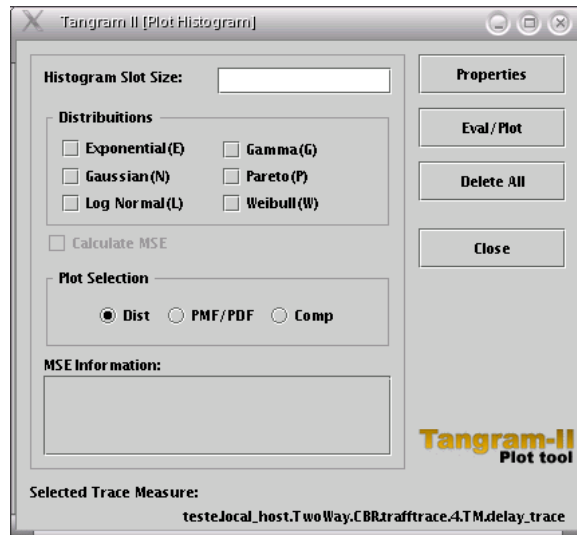 Tangram II [Plot Histogram]
Histogram Slot Size:
Properties
Distribuitions
Eval/Plot
Exponential(E)
Gamma(G)
Gaussian(N)
Pareto(P)
Delete All
Log Normal(L)
Weibull(W)
Calculate MSE
Close
Plot Selection
Dist
PMF/PDF
Comp
MSE Information:
Tangram-II
Plot tool
Selected Trace Measure:
teste.local_host.TwoWay.CBR.trafftrace.4.TM.delay_trace